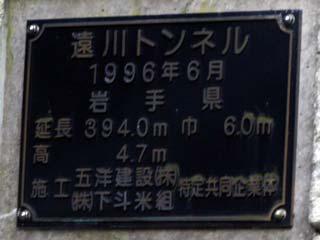 遠川トンネル
1996年6月
岩手県
延長 394.0m 巾 6.0m
高 4.7m
施工 五洋建設㈱ 特定共同企業体
㈱下斗米組